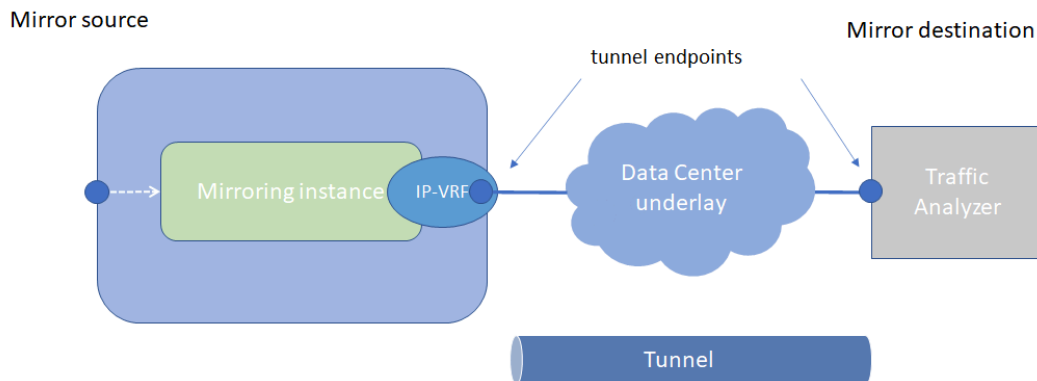 Mirror source
Mirror destination
tunnel endpoints
Mirroring instance
IP-VRF
Data Center
underlay
Traffic
Analyzer
Tunnel